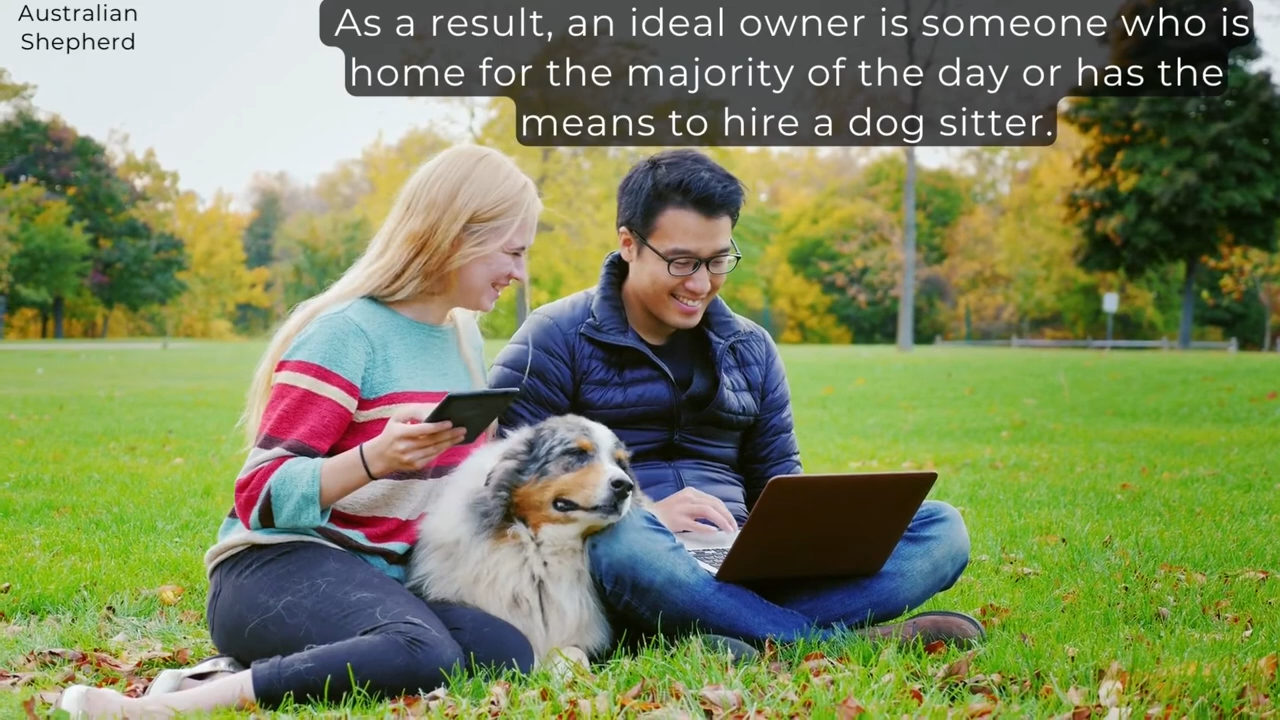 Australian
Shepherd
As a result, an ideal owner is someone who is
home for the majority of the day or has the
means to hire a dog sitter.